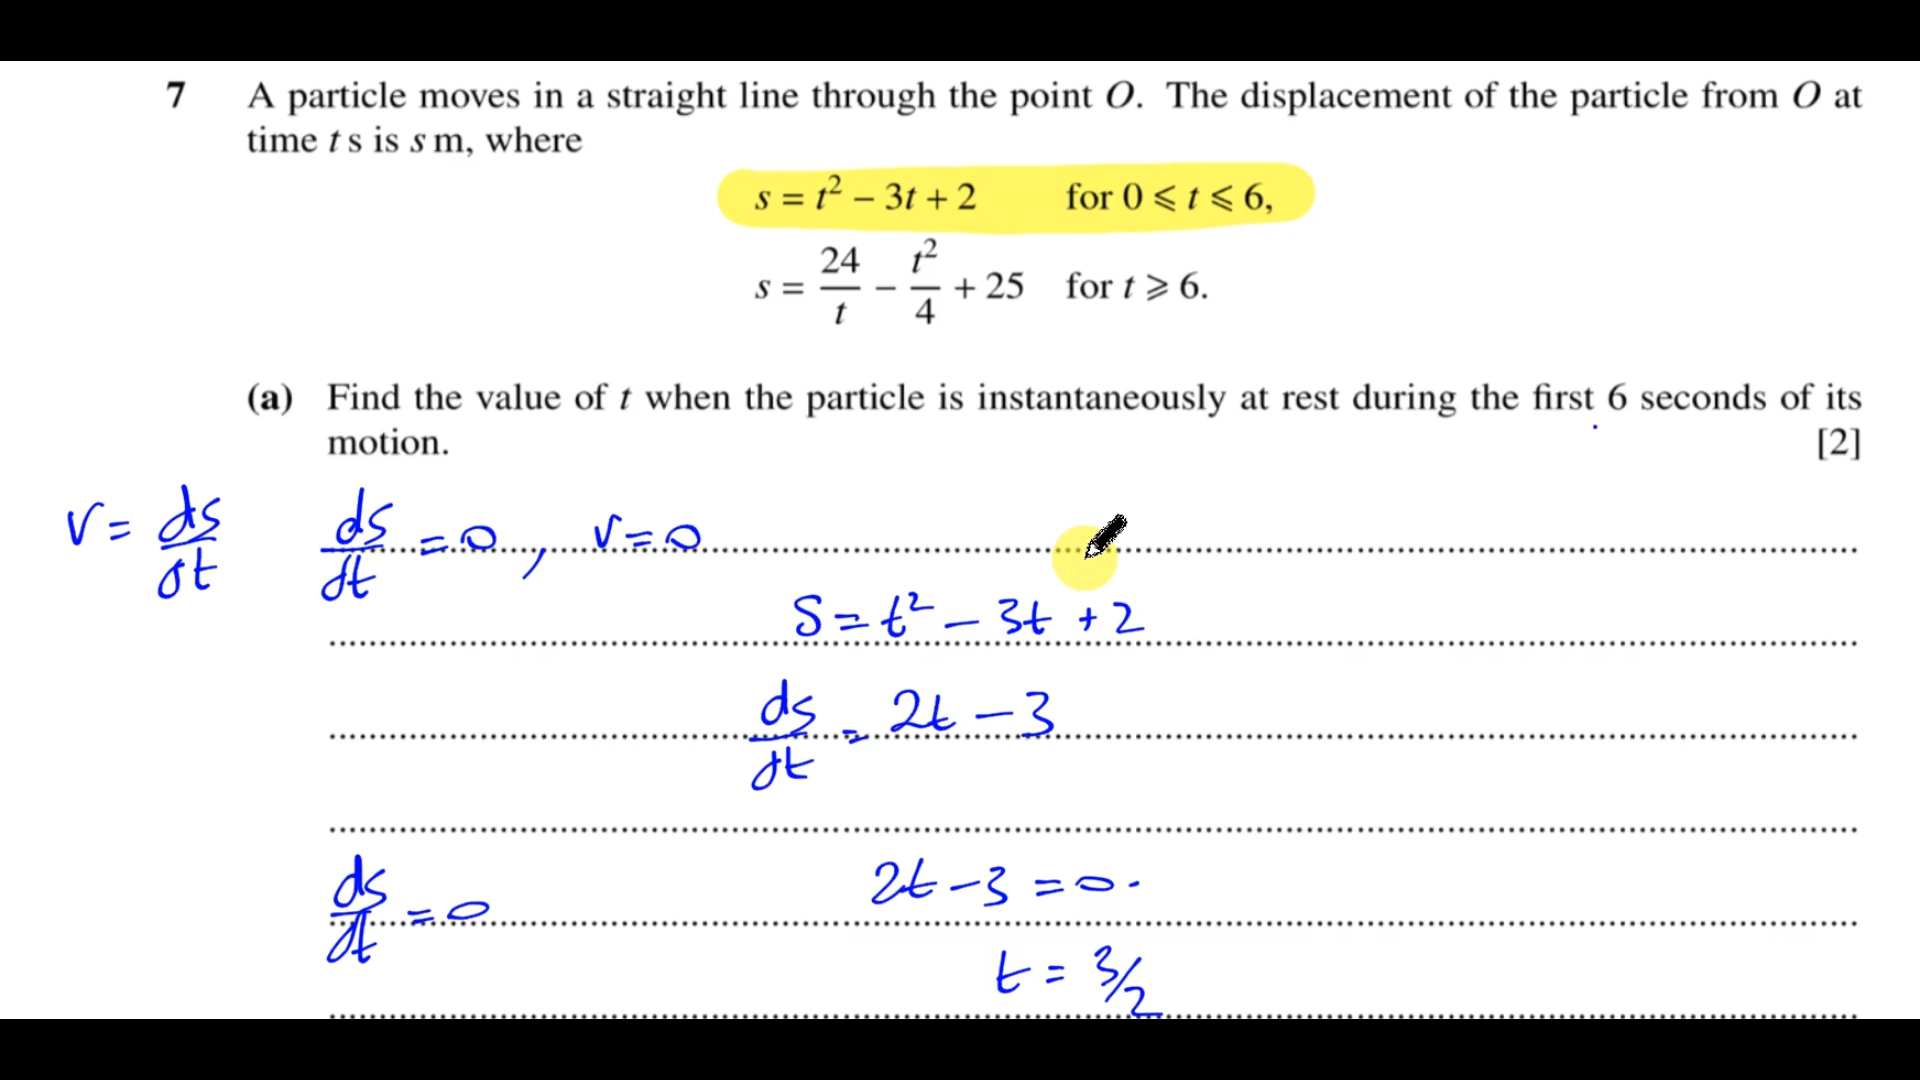 7 A particle moves in a straight line through the point O. The displacement of the particle from O at
time t s is s m, where
s = t² − 3t + 2 for 0 ⩽ t ⩽ 6,
s = 24/t − t²/4 + 25 for t ⩾ 6.
(a) Find the value of t when the particle is instantaneously at rest during the first 6 seconds of its
motion. [2]
v = ds/dt ds/dt = 0 , v = 0
S = t² − 3t + 2
ds/dt = 2t − 3
ds/dt = 0 2t − 3 = 0.
t = 3/2